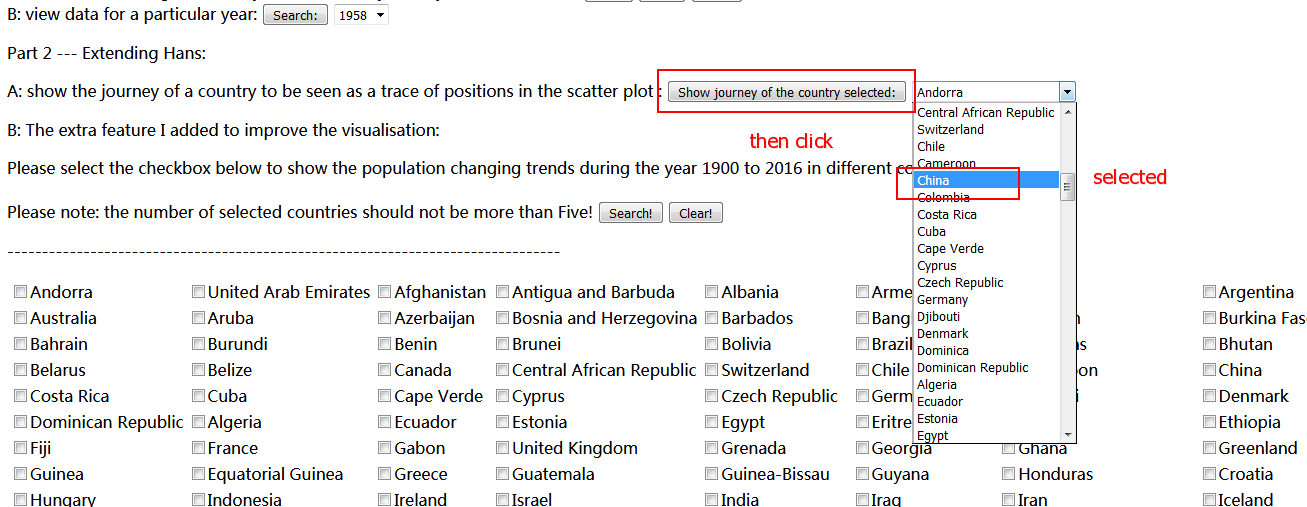 B: view data for a particular year: Search: 1958
Part 2 --- Extending Hans:
A: show the journey of a country to be seen as a trace of positions in the scatter plot : Show journey of the country selected: Andorra
Central African Republic
Switzerland
Chile
Cameroon
China
Colombia
Costa Rica
Cuba
Cape Verde
Cyprus
Czech Republic
Germany
Djibouti
Denmark
Dominica
Dominican Republic
Algeria
Ecuador
Estonia
Egypt
B: The extra feature I added to improve the visualisation:
then click
selected
Please select the checkbox below to show the population changing trends during the year 1900 to 2016 in different
Please note: the number of selected countries should not be more than Five! Search! Clear!
--------------------------------------------------------------------------------
Andorra United Arab Emirates Afghanistan Antigua and Barbuda Albania Arme Argentina
Australia Aruba Azerbaijan Bosnia and Herzegovina Barbados Bang Burkina Fas
Bahrain Burundi Benin Brunei Bolivia Brazil Bhutan
Belarus Belize Canada Central African Republic Switzerland Chile China
Costa Rica Cuba Cape Verde Cyprus Czech Republic Germ Denmark
Dominican Republic Algeria Ecuador Estonia Egypt Eritre Ethiopia
Fiji France Gabon United Kingdom Grenada Georgia Ghana Greenland
Guinea Equatorial Guinea Greece Guatemala Guinea-Bissau Guyana Honduras Croatia
Hungary Indonesia Ireland Israel India Iraq Iran Iceland